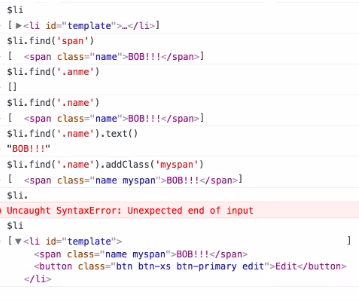 $li
[ ▶<li id="template">…</li>]
$li.find('span')
[ <span class="name">BOB!!!</span>]
$li.find('.anme')
[]
$li.find('.name')
[ <span class="name">BOB!!!</span>]
$li.find('.name').text()
"BOB!!!"
$li.find('.name').addClass('myspan')
[ <span class="name myspan">BOB!!!</span>]
$li.
Uncaught SyntaxError: Unexpected end of input
$li
[ ▼<li id="template"> ]
<span class="name myspan">BOB!!!</span>
<button class="btn btn-xs btn-primary edit">Edit</button>
</li>